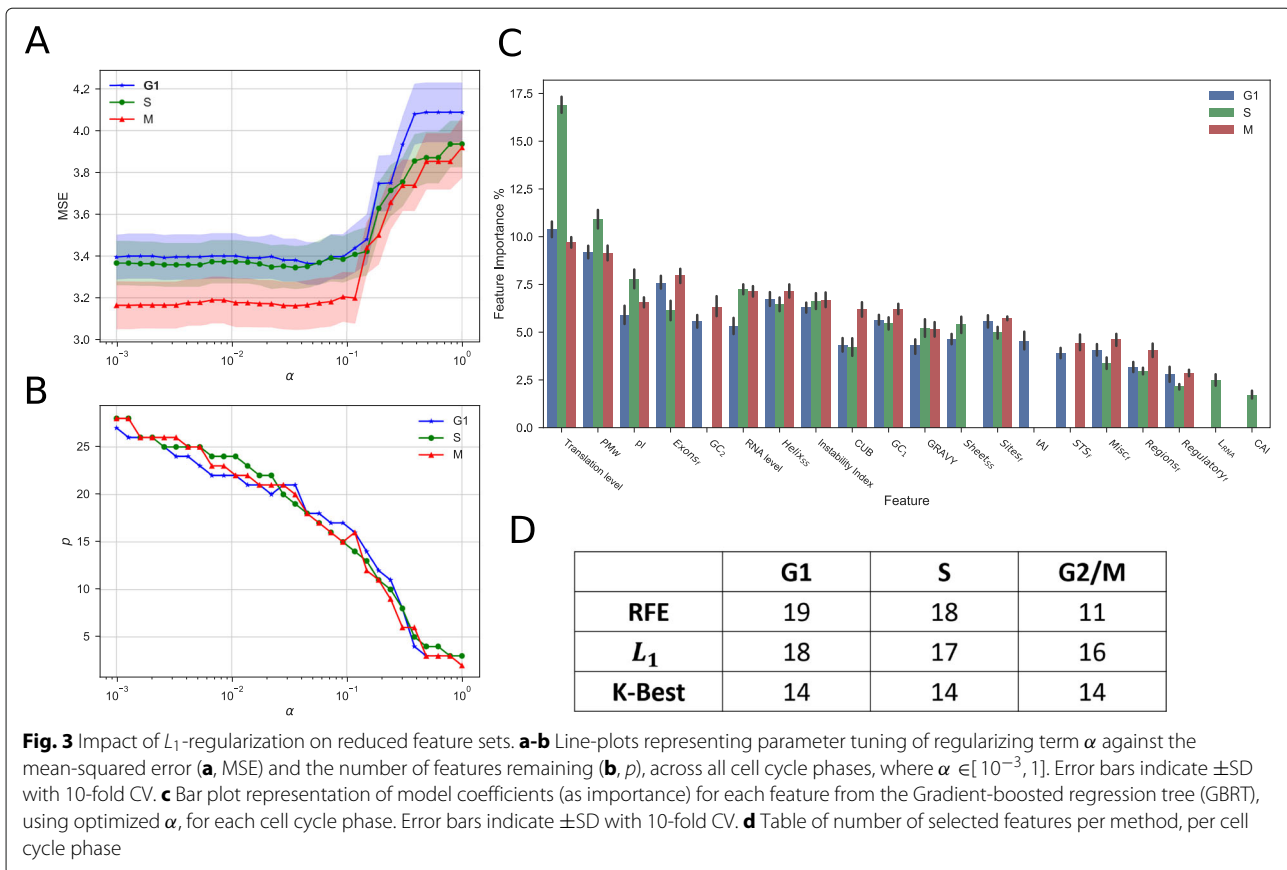 A
4.2
4.0
3.8
3.6
3.4
3.2
3.0
MSE
G1
S
M
10⁻³
10⁻²
10⁻¹
10⁰
α
B
25
20
15
10
5
p
G1
S
M
10⁻³
10⁻²
10⁻¹
10⁰
α
C
17.5
15.0
12.5
10.0
7.5
5.0
2.5
0.0
Feature Importance %
G1
S
M
Translation level
PMw
pI
Exons_f
GC₂
RNA level
Helix_SS
Instability Index
CUB
GC₁
GRAVY
Sheet_SS
Sites_f
tAI
STS_f
Misc_f
Regions_f
Regulatory_f
L_RNA
CAI
Feature
D
G1 S G2/M
RFE 19 18 11
L₁ 18 17 16
K-Best 14 14 14
Fig. 3 Impact of L₁-regularization on reduced feature sets. a-b Line-plots representing parameter tuning of regularizing term α against the
mean-squared error (a, MSE) and the number of features remaining (b, p), across all cell cycle phases, where α ∈[ 10⁻³, 1]. Error bars indicate ±SD
with 10-fold CV. c Bar plot representation of model coefficients (as importance) for each feature from the Gradient-boosted regression tree (GBRT),
using optimized α, for each cell cycle phase. Error bars indicate ±SD with 10-fold CV. d Table of number of selected features per method, per cell
cycle phase